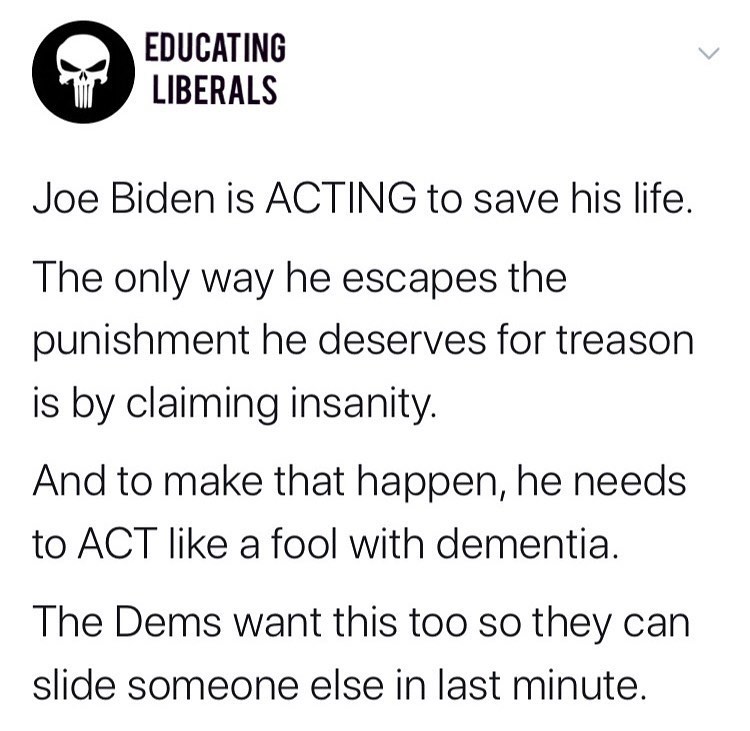 EDUCATING
LIBERALS
Joe Biden is ACTING to save his life.
The only way he escapes the
punishment he deserves for treason
is by claiming insanity.
And to make that happen, he needs
to ACT like a fool with dementia.
The Dems want this too so they can
slide someone else in last minute.